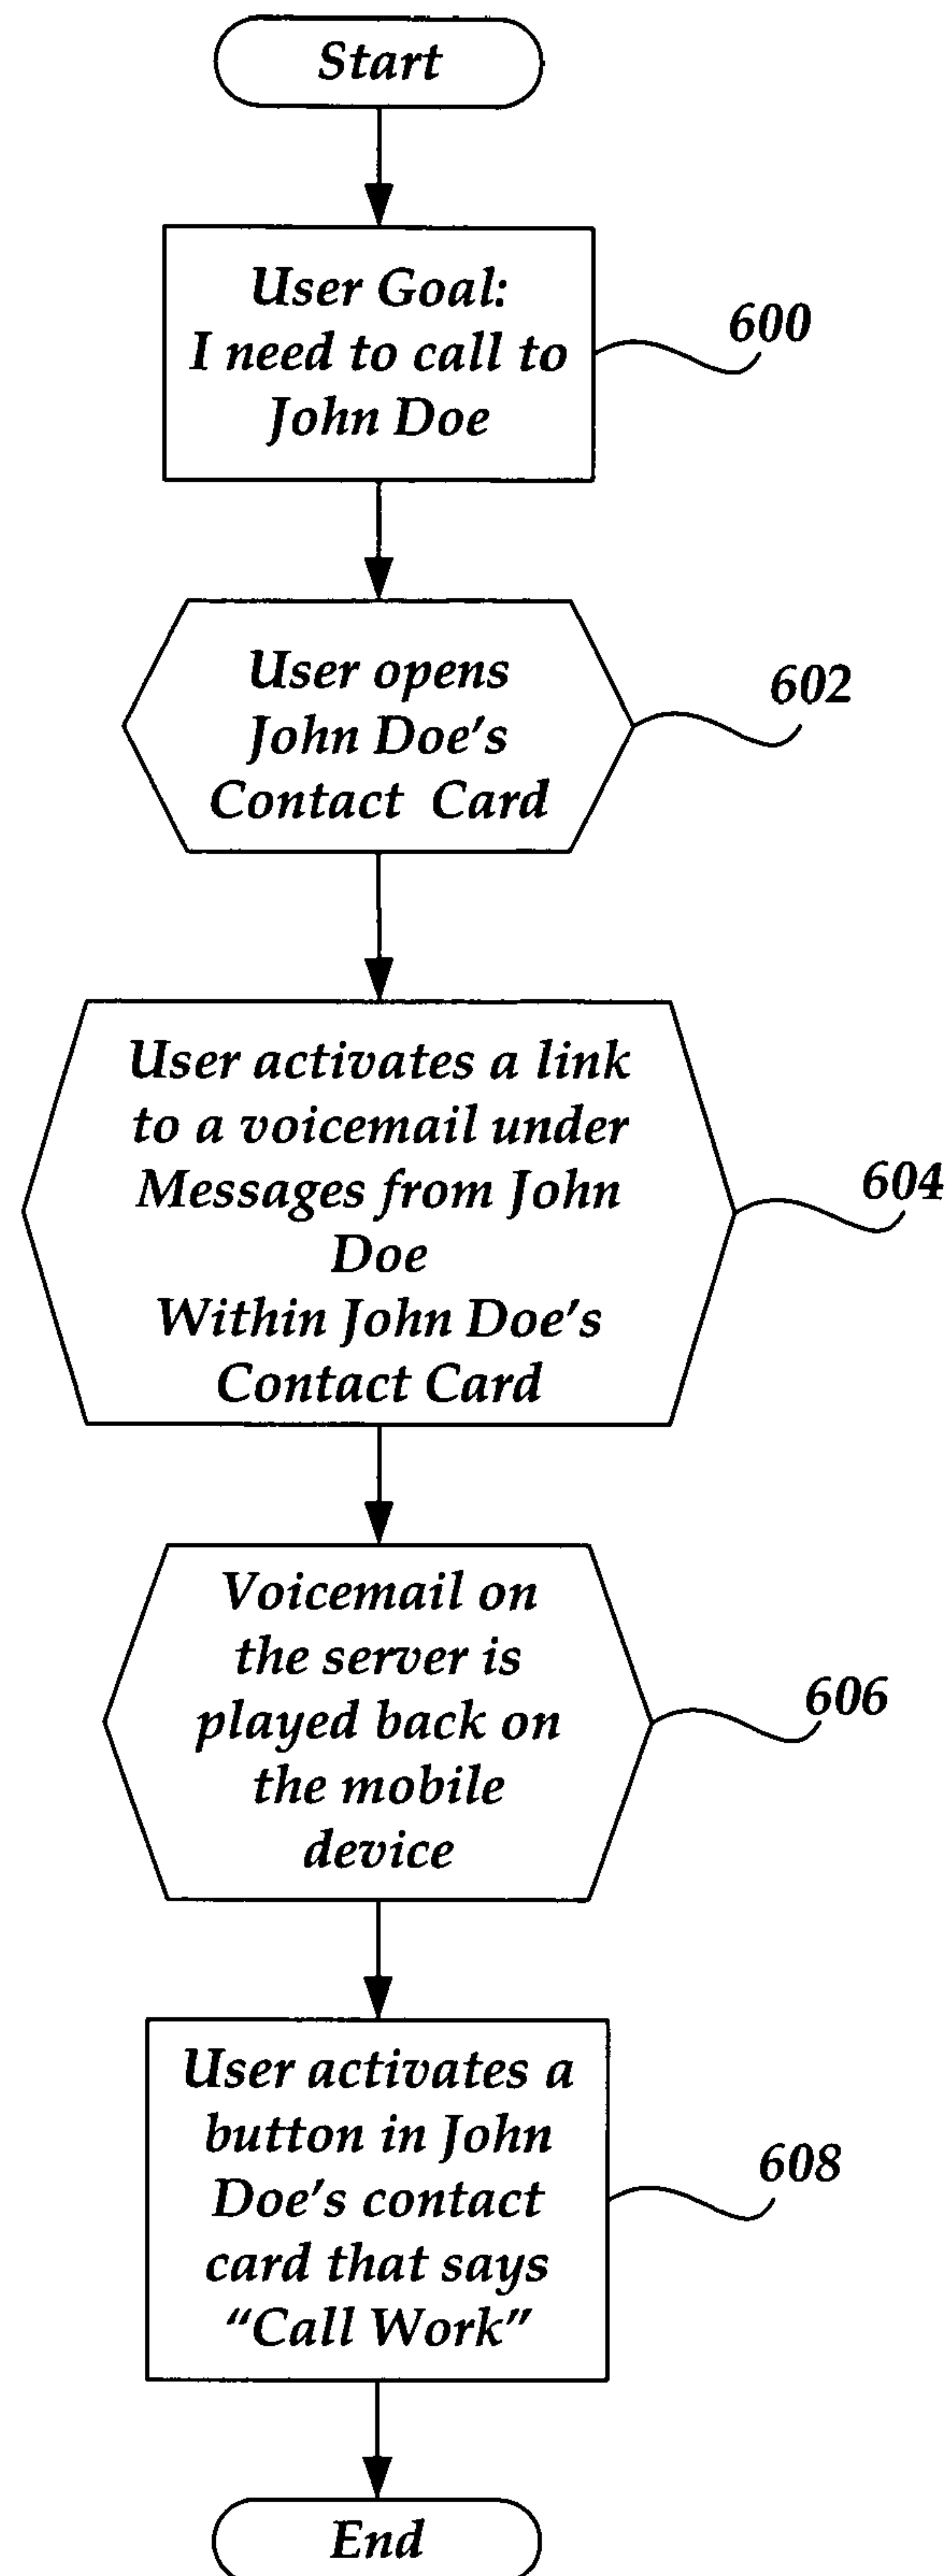 Start
User Goal:
I need to call to
John Doe
600
User opens
John Doe's
Contact Card
602
User activates a link
to a voicemail under
Messages from John
Doe
Within John Doe's
Contact Card
604
Voicemail on
the server is
played back on
the mobile
device
606
User activates a
button in John
Doe's contact
card that says
“Call Work”
608
End